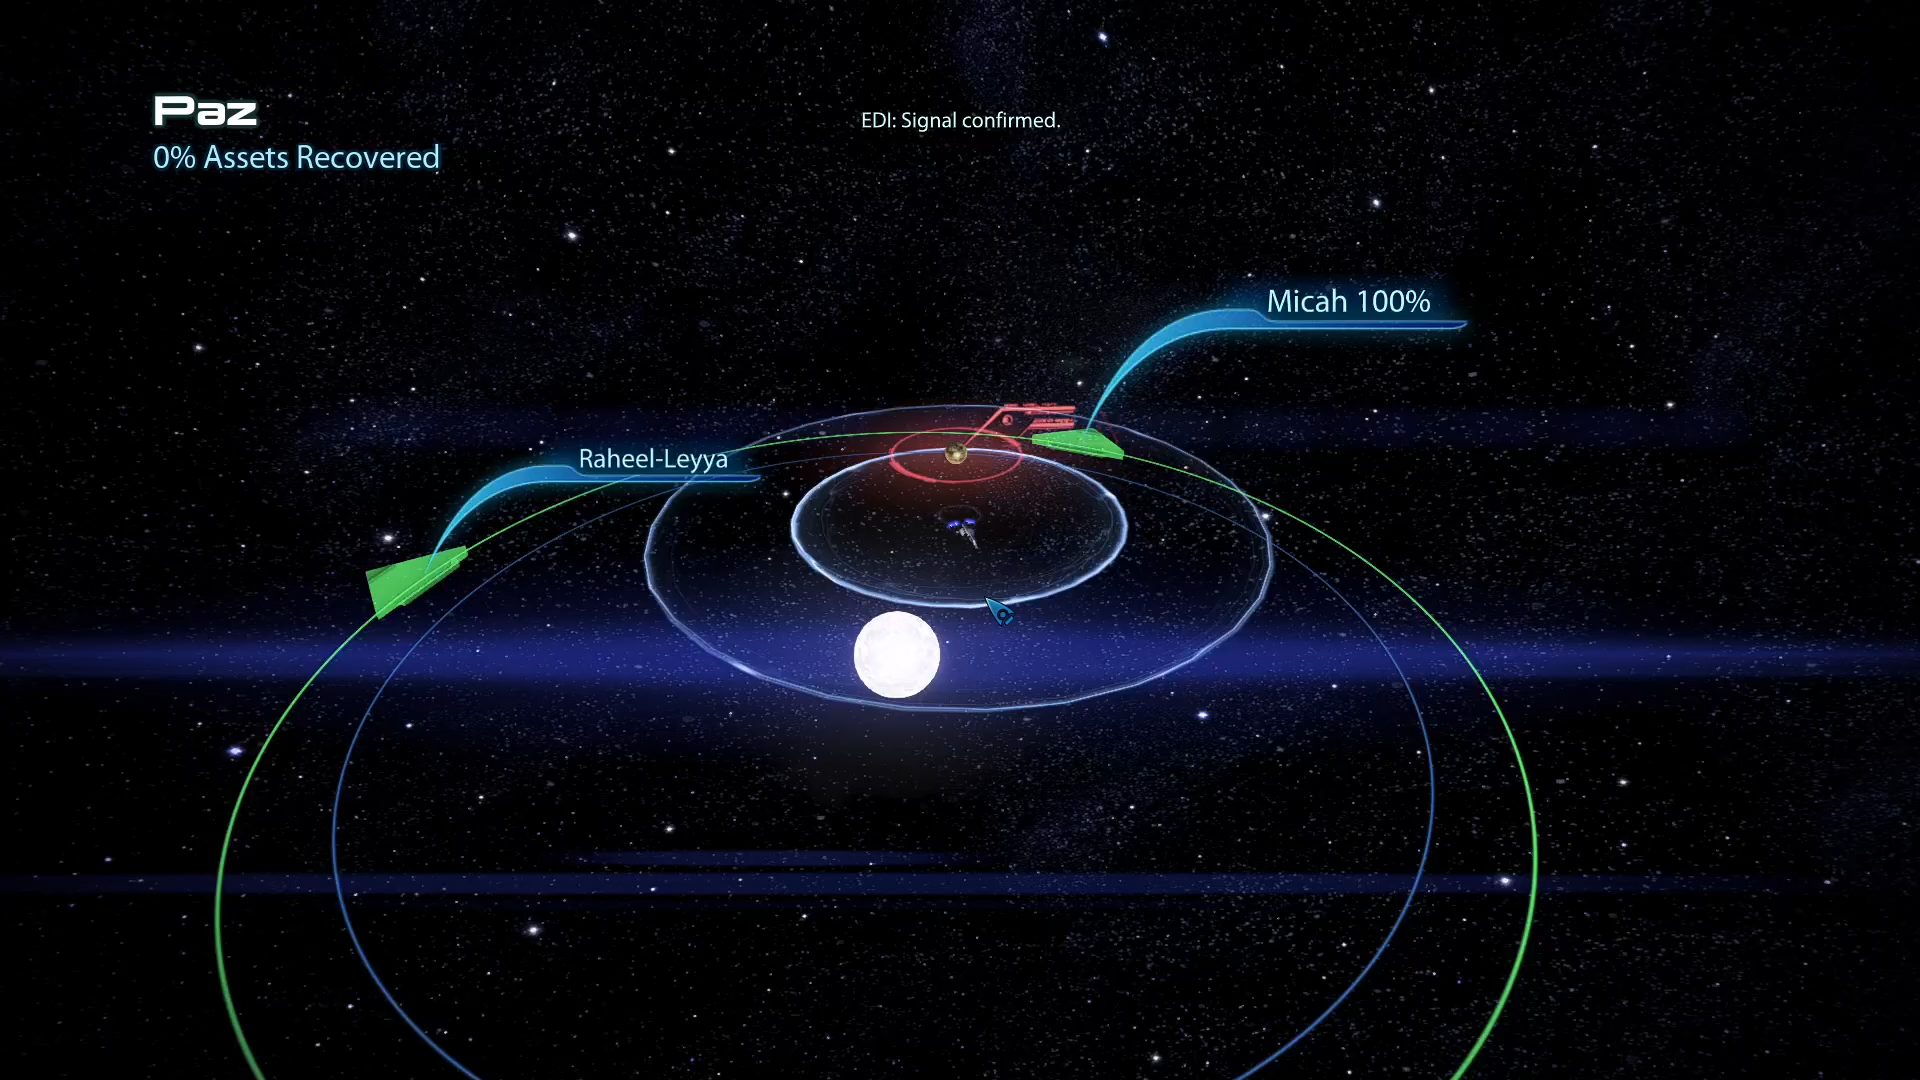 Paz
0% Assets Recovered
EDI: Signal confirmed.
Micah 100%
Raheel-Leyya